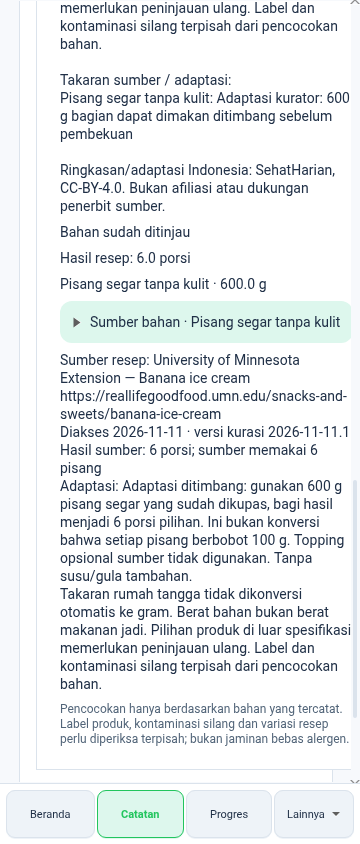 memerlukan peninjauan ulang. Label dan
kontaminasi silang terpisah dari pencocokan
bahan.
Takaran sumber / adaptasi:
Pisang segar tanpa kulit: Adaptasi kurator: 600
g bagian dapat dimakan ditimbang sebelum
pembekuan
Ringkasan/adaptasi Indonesia: SehatHarian,
CC-BY-4.0. Bukan afiliasi atau dukungan
penerbit sumber.
Bahan sudah ditinjau
Hasil resep: 6.0 porsi
Pisang segar tanpa kulit · 600.0 g
Sumber bahan · Pisang segar tanpa kulit
Sumber resep: University of Minnesota
Extension — Banana ice cream
https://reallifegoodfood.umn.edu/snacks-and-
sweets/banana-ice-cream
Diakses 2026-11-11 · versi kurasi 2026-11-11.1
Hasil sumber: 6 porsi; sumber memakai 6
pisang
Adaptasi: Adaptasi ditimbang: gunakan 600 g
pisang segar yang sudah dikupas, bagi hasil
menjadi 6 porsi pilihan. Ini bukan konversi
bahwa setiap pisang berbobot 100 g. Topping
opsional sumber tidak digunakan. Tanpa
susu/gula tambahan.
Takaran rumah tangga tidak dikonversi
otomatis ke gram. Berat bahan bukan berat
makanan jadi. Pilihan produk di luar spesifikasi
memerlukan peninjauan ulang. Label dan
kontaminasi silang terpisah dari pencocokan
bahan.
Pencocokan hanya berdasarkan bahan yang tercatat.
Label produk, kontaminasi silang dan variasi resep
perlu diperiksa terpisah; bukan jaminan bebas alergen.
Beranda
Catatan
Progres
Lainnya